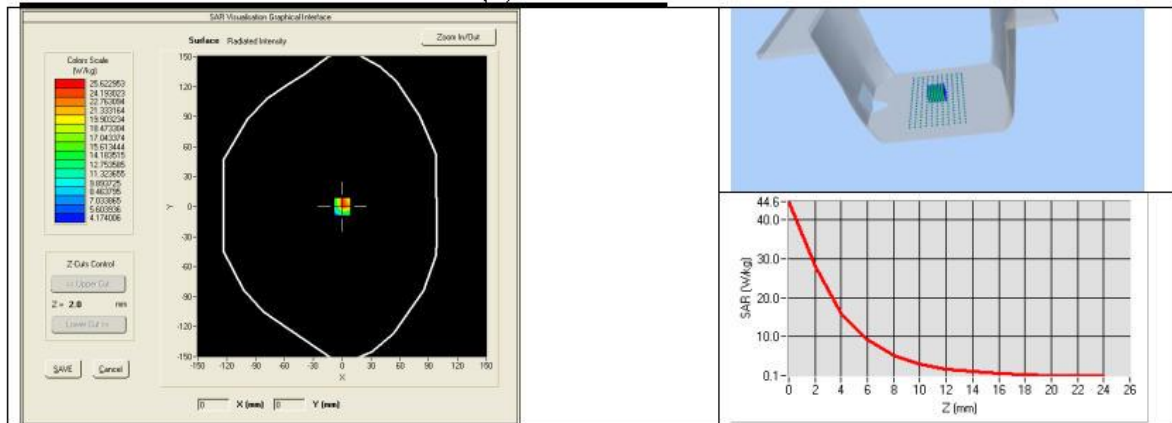 SAR Visualisation Graphical Interface
Surface Radiated Intensity
Zoom In/Out
Colors Scale
(W/kg)
25.622953
24.193023
22.763094
21.333164
19.903234
18.473304
17.043374
15.613444
14.183515
12.753585
11.323655
9.893725
8.463795
7.033865
5.603936
4.174006
150
120
90
60
30
0
-30
-60
-90
-120
-150
Y
-150 -120 -90 -60 -30 0 30 60 90 120 150
X
Z-Cuts Control
<< Upper Cut
Z = 2.0 mm
Lower Cut >>
SAVE Cancel
0 X (mm) 0 Y (mm)
44.6
40.0
30.0
20.0
10.0
0.1
SAR (W/kg)
0 2 4 6 8 10 12 14 16 18 20 22 24 26
Z (mm)